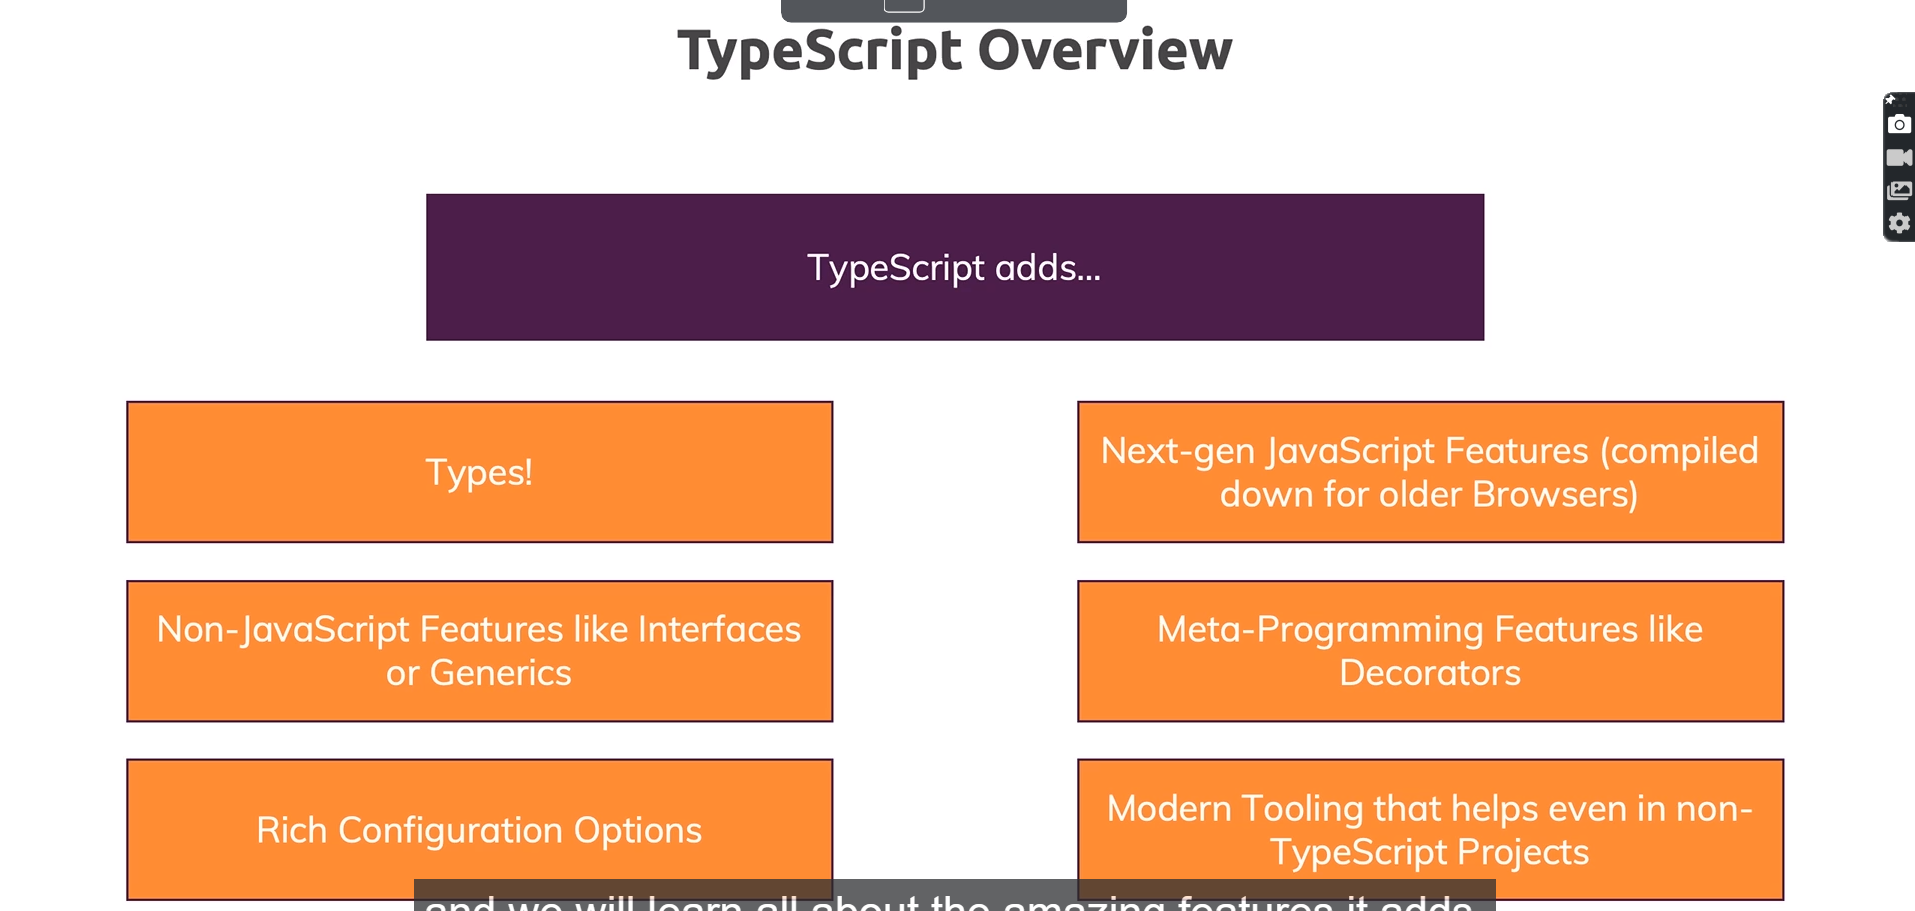 TypeScript Overview
TypeScript adds...
Types!
Next-gen JavaScript Features (compiled
down for older Browsers)
Non-JavaScript Features like Interfaces
or Generics
Meta-Programming Features like
Decorators
Rich Configuration Options
Modern Tooling that helps even in non-
TypeScript Projects
and we will learn all about the amazing features it adds